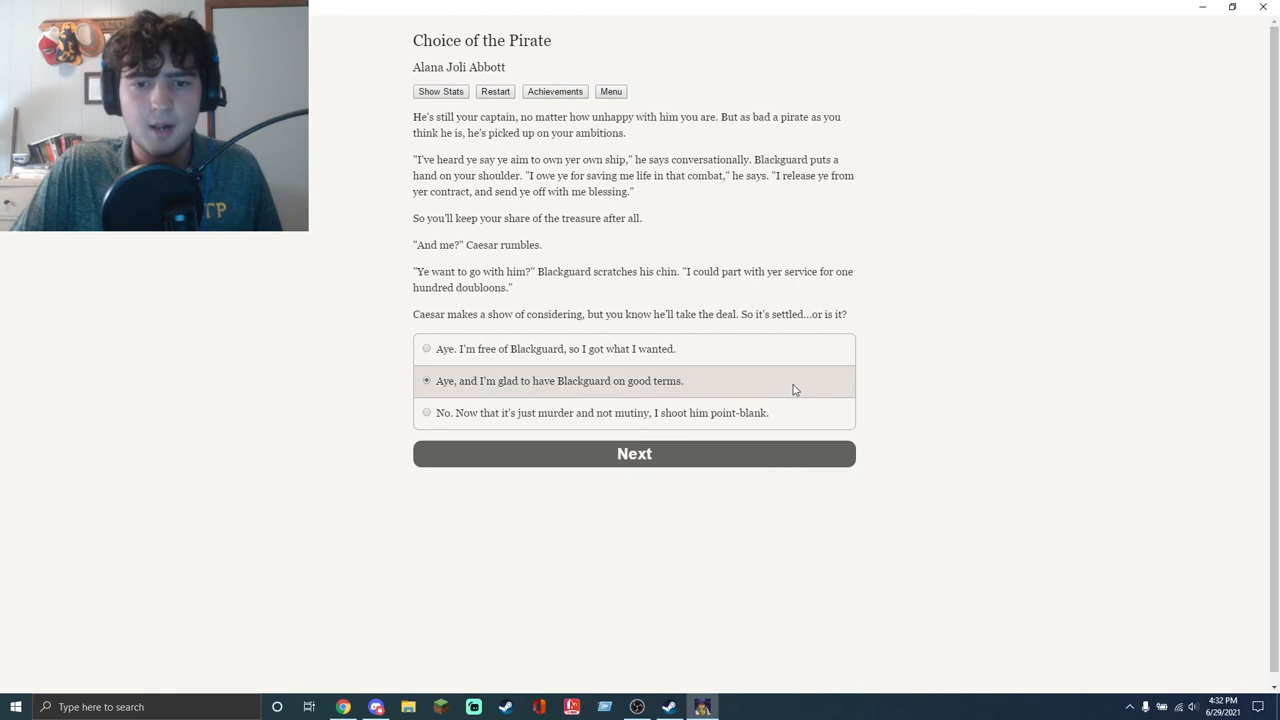 Choice of the Pirate
Alana Joli Abbott
Show Stats Restart Achievements Menu
He's still your captain, no matter how unhappy with him you are. But as bad a pirate as you
think he is, he's picked up on your ambitions.
"I've heard ye say ye aim to own yer own ship," he says conversationally. Blackguard puts a
hand on your shoulder. "I owe ye for saving me life in that combat," he says. "I release ye from
yer contract, and send ye off with me blessing."
So you'll keep your share of the treasure after all.
"And me?" Caesar rumbles.
"Ye want to go with him?" Blackguard scratches his chin. "I could part with yer service for one
hundred doubloons."
Caesar makes a show of considering, but you know he'll take the deal. So it's settled...or is it?
Aye. I'm free of Blackguard, so I got what I wanted.
Aye, and I'm glad to have Blackguard on good terms.
No. Now that it's just murder and not mutiny, I shoot him point-blank.
Next
TP
Type here to search
4:32 PM
6/29/2021